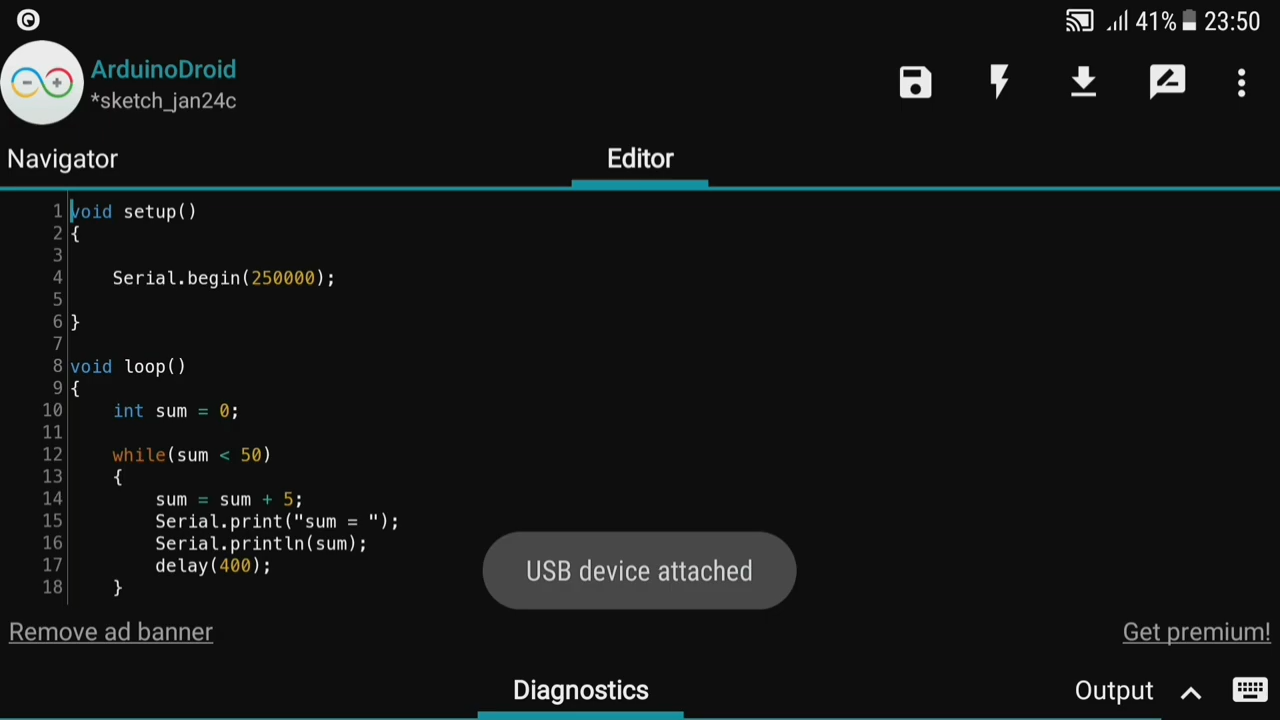 41% 23:50
ArduinoDroid
*sketch_jan24c
Navigator Editor
1 void setup()
2 {
3
4 Serial.begin(250000);
5
6 }
7
8 void loop()
9 {
10 int sum = 0;
11
12 while(sum < 50)
13 {
14 sum = sum + 5;
15 Serial.print("sum = ");
16 Serial.println(sum);
17 delay(400);
18 }
USB device attached
Remove ad banner Get premium!
Diagnostics Output